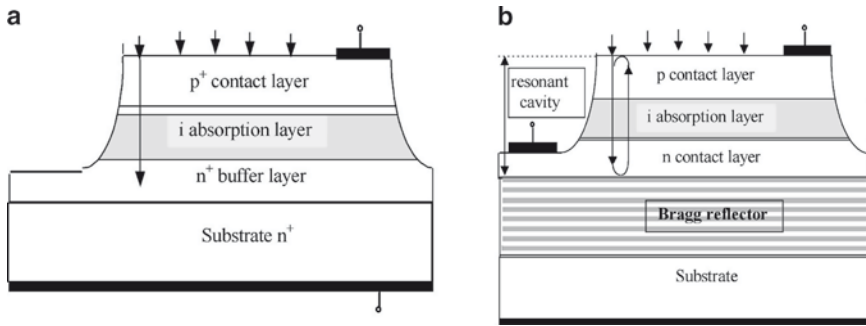 a
p⁺ contact layer
i absorption layer
n⁺ buffer layer
Substrate n⁺
b
resonant
cavity
p contact layer
i absorption layer
n contact layer
Bragg reflector
Substrate